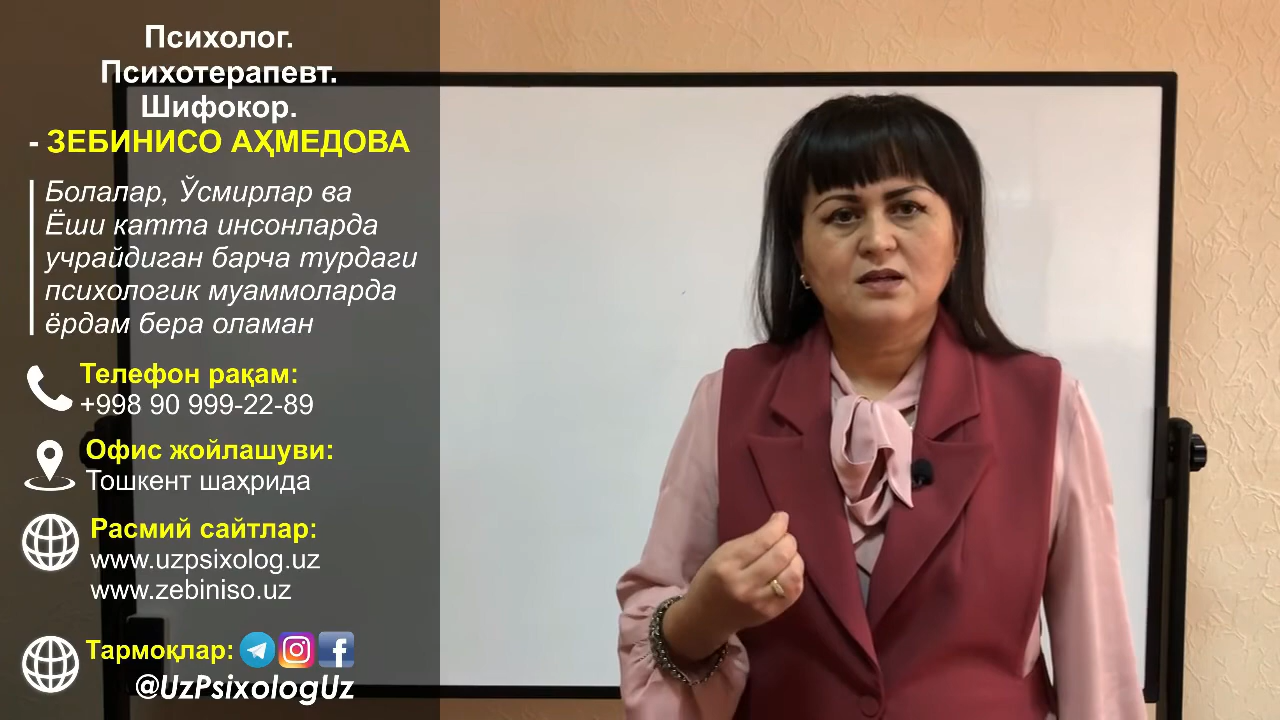 Психолог.
Психотерапевт.
Шифокор.
- ЗЕБИНИСО АҲМЕДОВА
Болалар, Ўсмирлар ва
Ёши катта инсонларда
учрайдиган барча турдаги
психологик муаммоларда
ёрдам бера оламан
Телефон рақам:
+998 90 999-22-89
Офис жойлашуви:
Тошкент шаҳрида
Расмий сайтлар:
www.uzpsixolog.uz
www.zebiniso.uz
Тармоқлар:
@UzPsixologUz